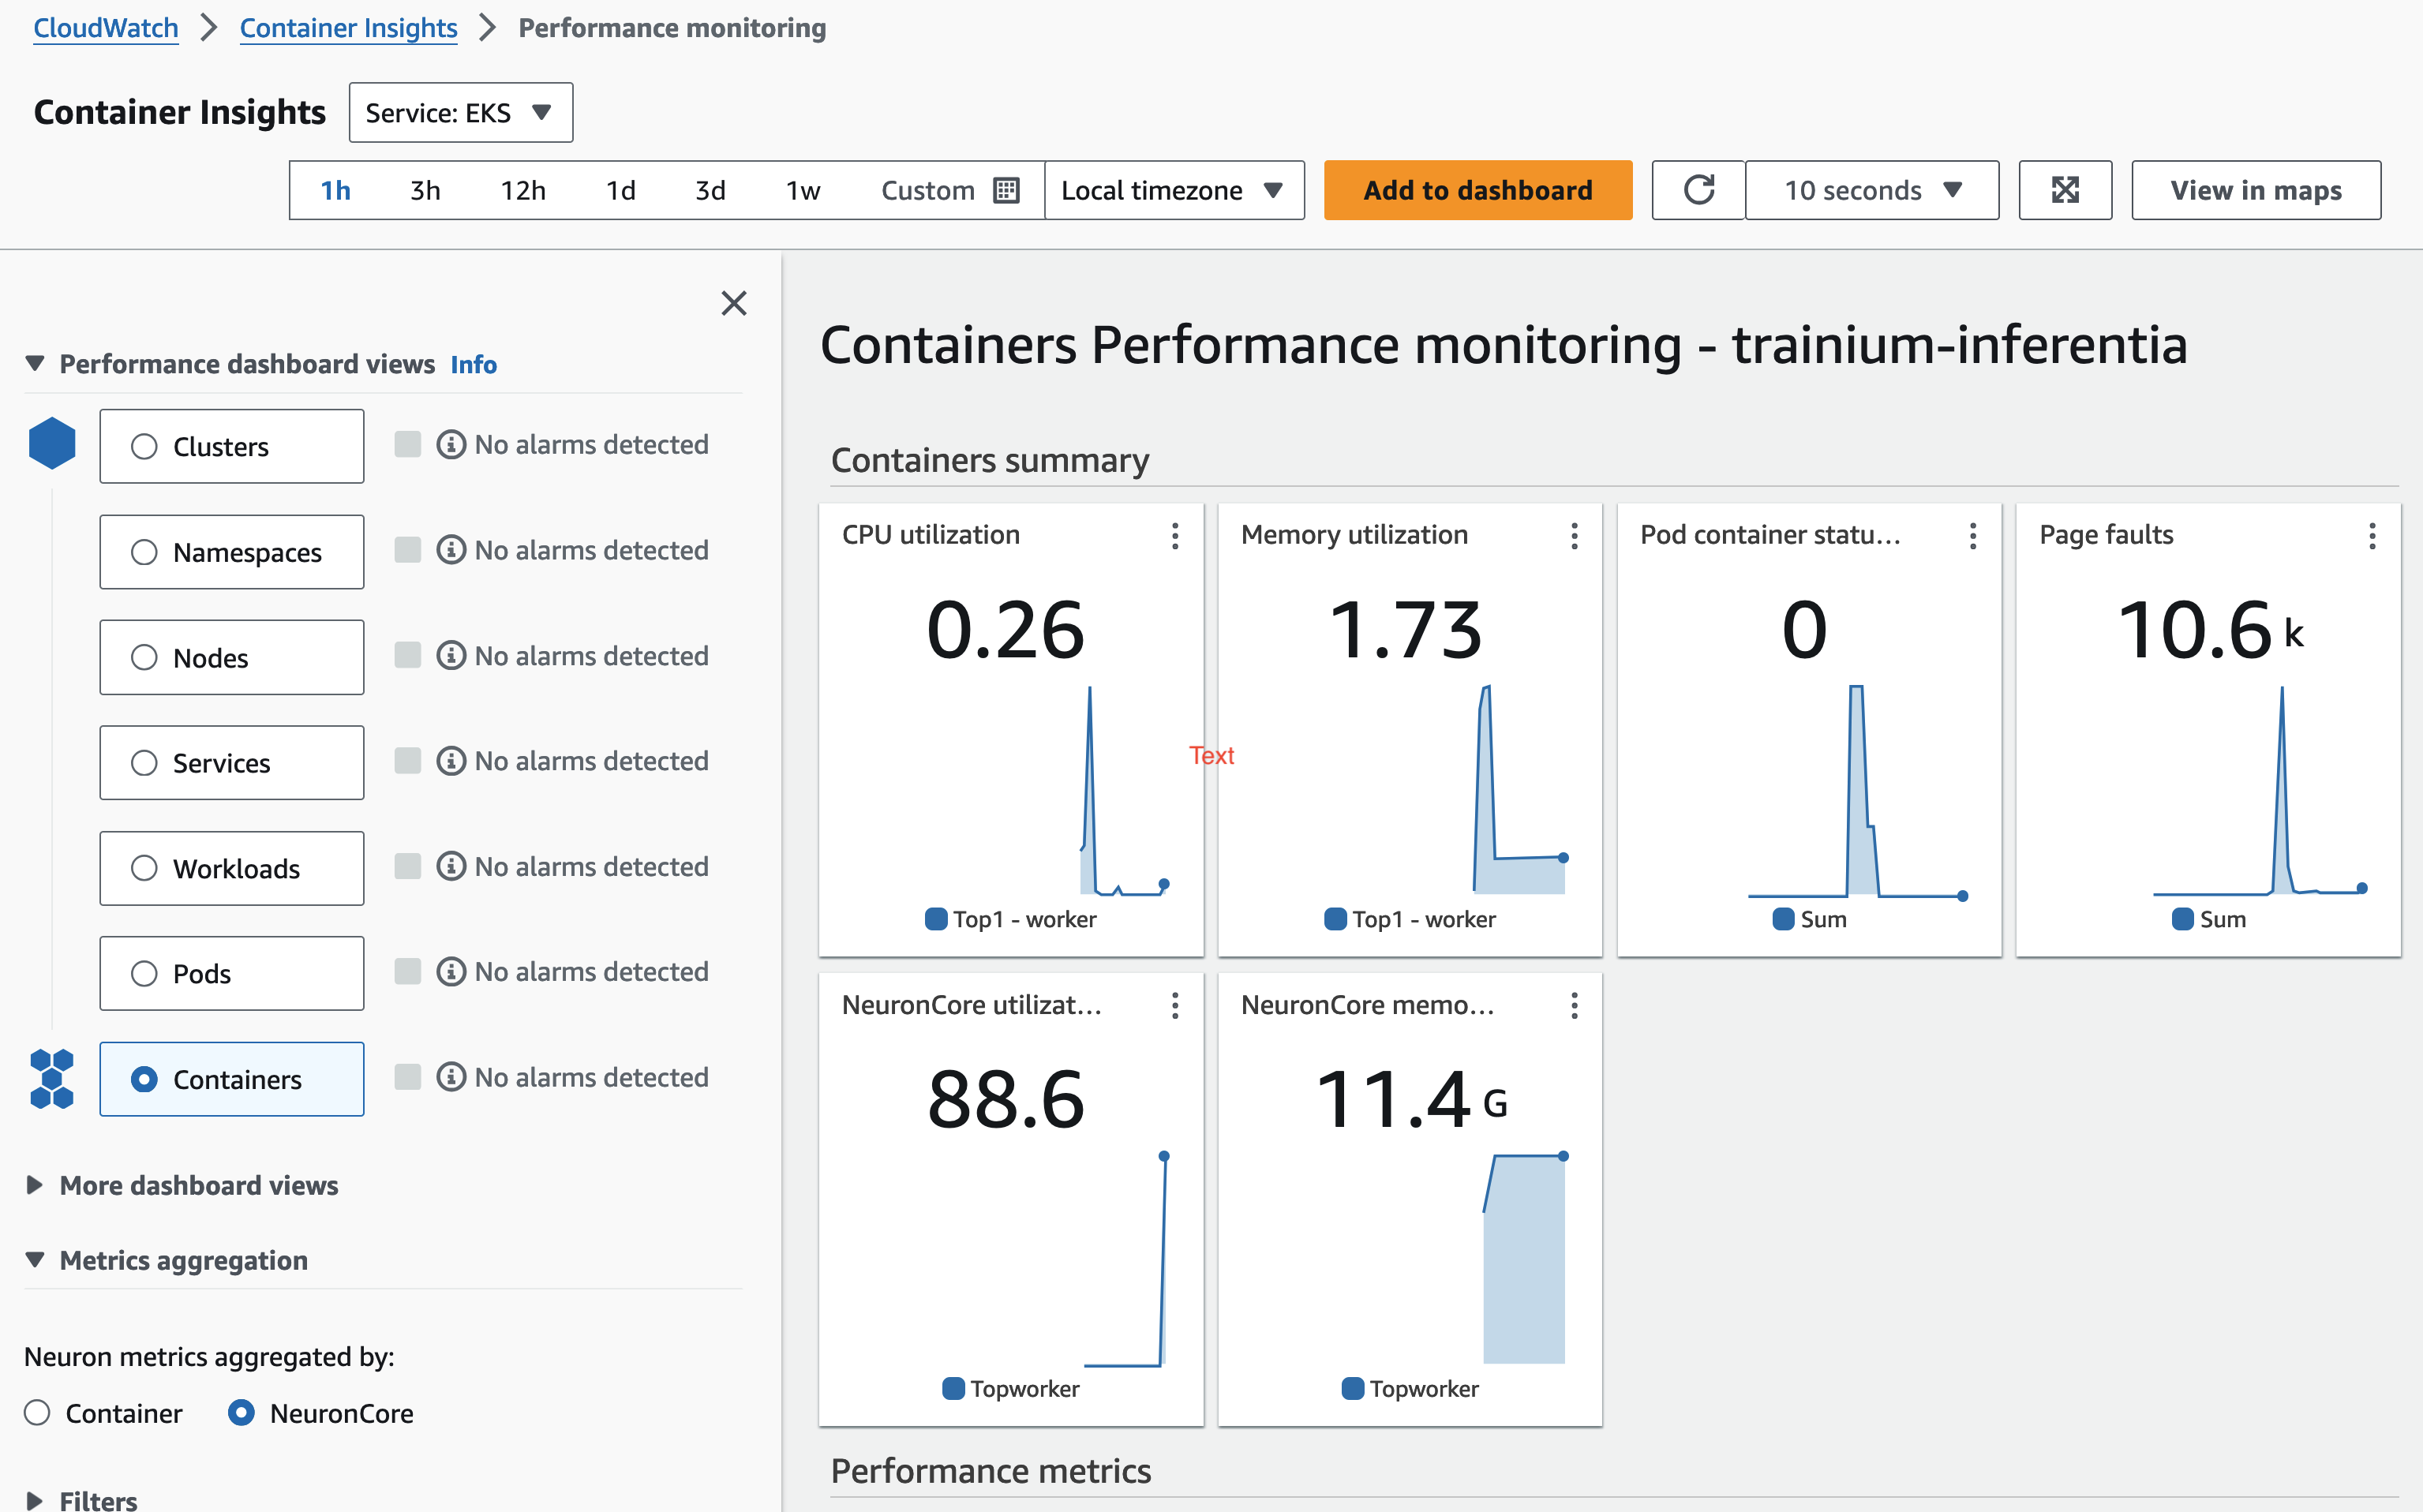 CloudWatch > Container Insights > Performance monitoring
Container Insights
Service: EKS
1h 3h 12h 1d 3d 1w Custom Local timezone Add to dashboard 10 seconds View in maps
Performance dashboard views Info
Clusters No alarms detected
Namespaces No alarms detected
Nodes No alarms detected
Services No alarms detected
Workloads No alarms detected
Pods No alarms detected
Containers No alarms detected
More dashboard views
Metrics aggregation
Neuron metrics aggregated by:
Container NeuronCore
Filters
Containers Performance monitoring - trainium-inferentia
Containers summary
CPU utilization
0.26
Top1 - worker
Text
Memory utilization
1.73
Top1 - worker
Pod container statu...
0
Sum
Page faults
10.6 k
Sum
NeuronCore utilizat...
88.6
Topworker
NeuronCore memo...
11.4 G
Topworker
Performance metrics